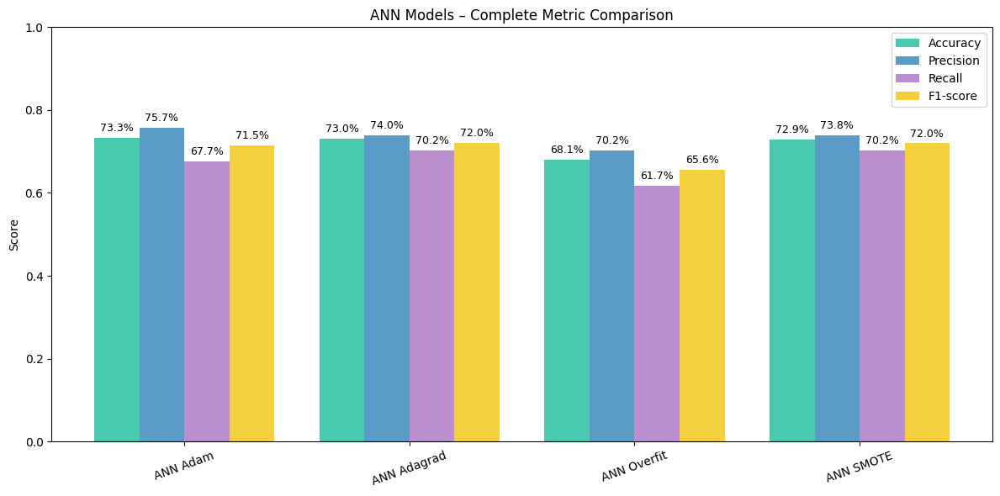 ANN Models – Complete Metric Comparison
Accuracy
Precision
Recall
F1-score
Score
1.0
0.8
0.6
0.4
0.2
0.0
73.3%
75.7%
67.7%
71.5%
73.0%
74.0%
70.2%
72.0%
68.1%
70.2%
61.7%
65.6%
72.9%
73.8%
70.2%
72.0%
ANN Adam
ANN Adagrad
ANN Overfit
ANN SMOTE